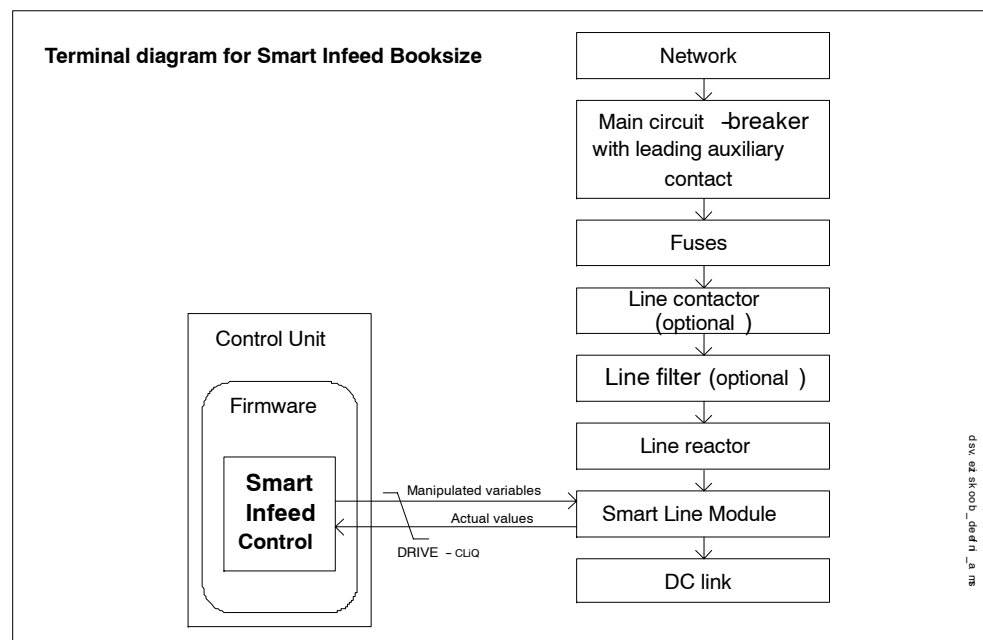 Terminal diagram for Smart Infeed Booksize
Network
Main circuit -breaker
with leading auxiliary
contact
Fuses
Line contactor
(optional )
Control Unit
Line filter (optional )
Firmware
Line reactor
Smart
Infeed
Control
Manipulated variables
Actual values
DRIVE - CLiQ
Smart Line Module
DC link